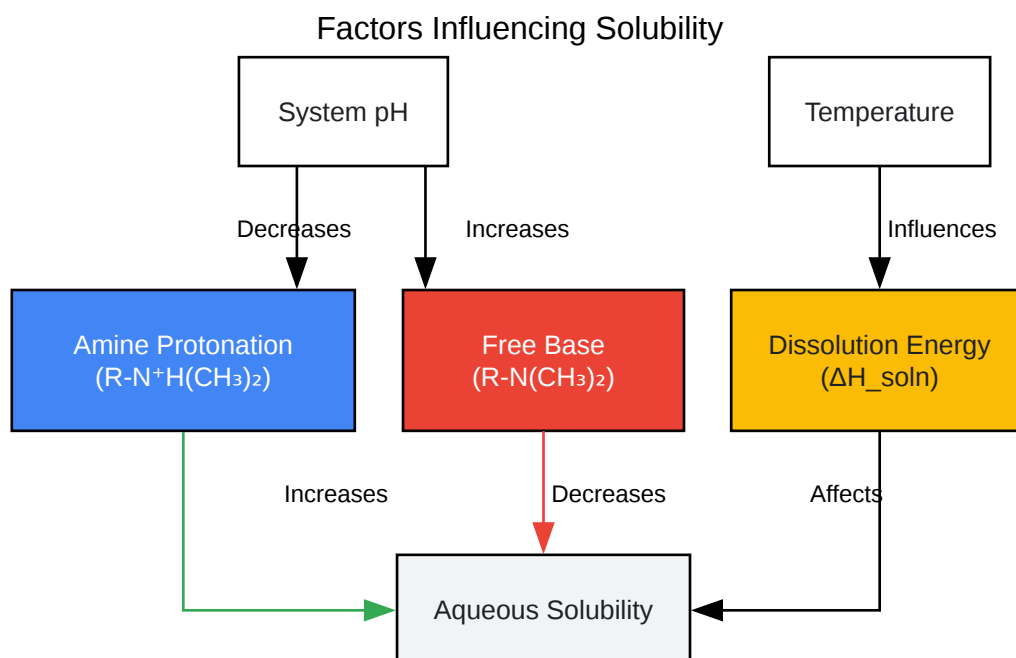 Factors Influencing Solubility
System pH
Temperature
Decreases
Increases
Influences
Amine Protonation
(R-N⁺H(CH₃)₂)
Free Base
(R-N(CH₃)₂)
Dissolution Energy
(ΔH_soln)
Increases
Decreases
Affects
Aqueous Solubility